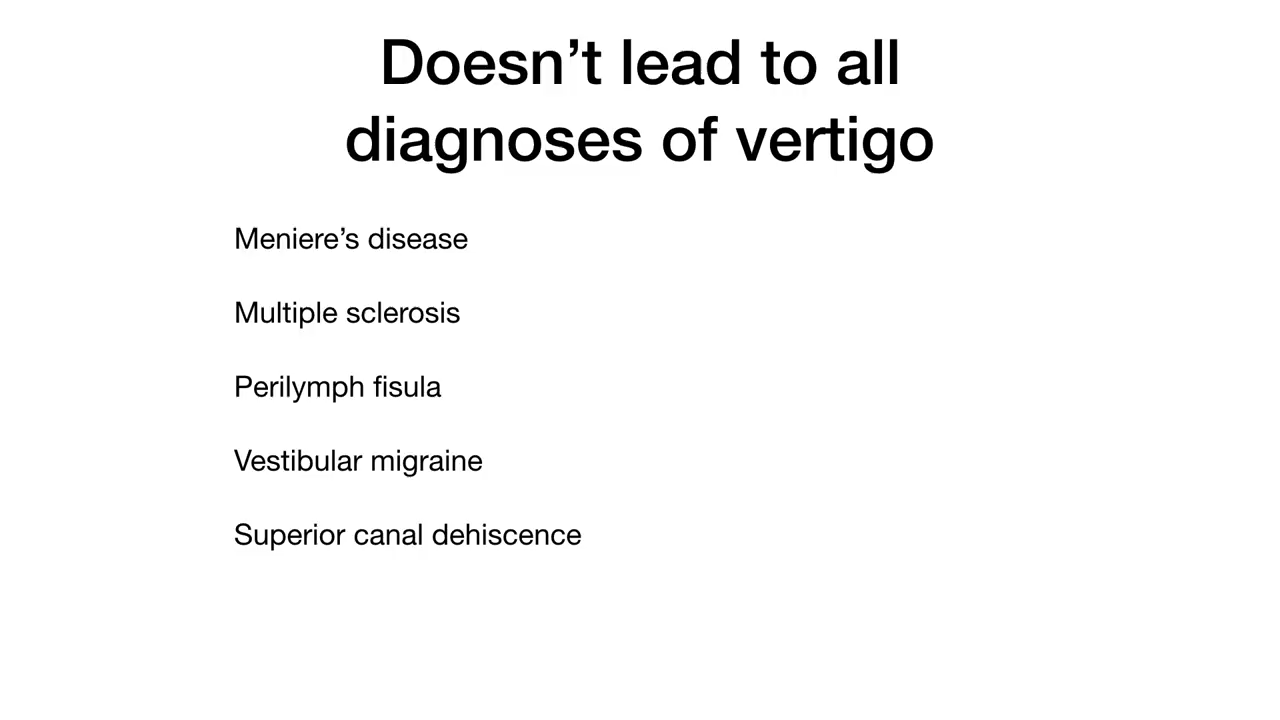 Doesn’t lead to all
diagnoses of vertigo
Meniere’s disease
Multiple sclerosis
Perilymph fisula
Vestibular migraine
Superior canal dehiscence